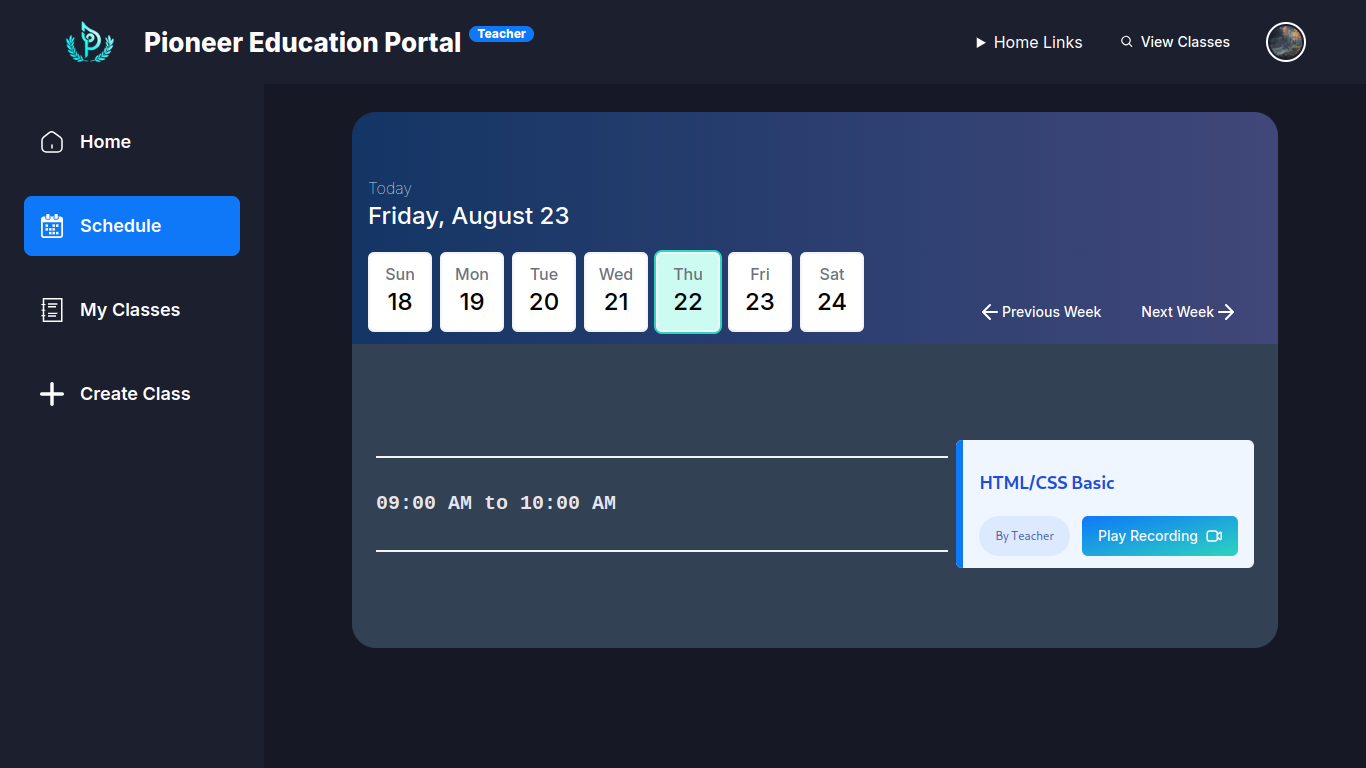 Pioneer Education Portal Teacher
Home Links
View Classes
Home
Schedule
My Classes
Create Class
Today
Friday, August 23
Sun Mon Tue Wed Thu Fri Sat
18 19 20 21 22 23 24
Previous Week
Next Week
09:00 AM to 10:00 AM
HTML/CSS Basic
By Teacher
Play Recording